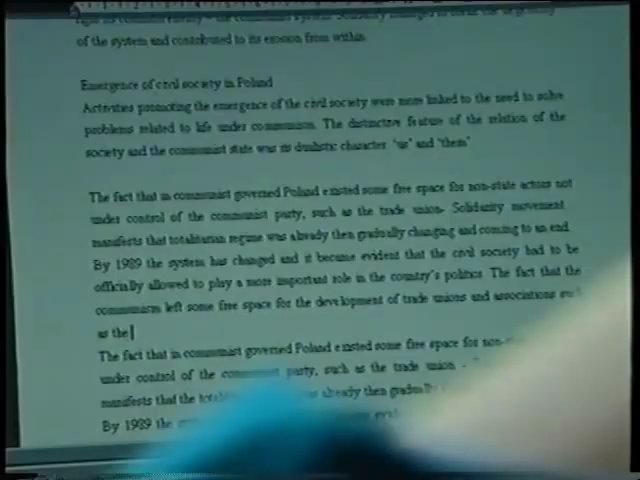 of the system and contributed to its erosion from within.
Emergence of civil society in Poland
Activities promoting the emergence of the civil society were more linked to the need to solve
problems related to life under communism. The distinctive feature of the relation of the
society and the communist state was its dualistic character: 'us' and 'them'
The fact that in communist governed Poland existed some free space for non-state actors not
under control of the communist party, such as the trade union- Solidarity movement
manifests that totalitarian regime was already then gradually changing and coming to an end.
By 1989 the system has changed and it became evident that the civil society had to be
officially allowed to play a more important role in the country's politics. The fact that the
communism left some free space for the development of trade unions and associations such
as the
The fact that in communist governed Poland existed some free space for non-
under control of the communist party, such as the trade union -
manifests that the already then gradually
By 1989 the